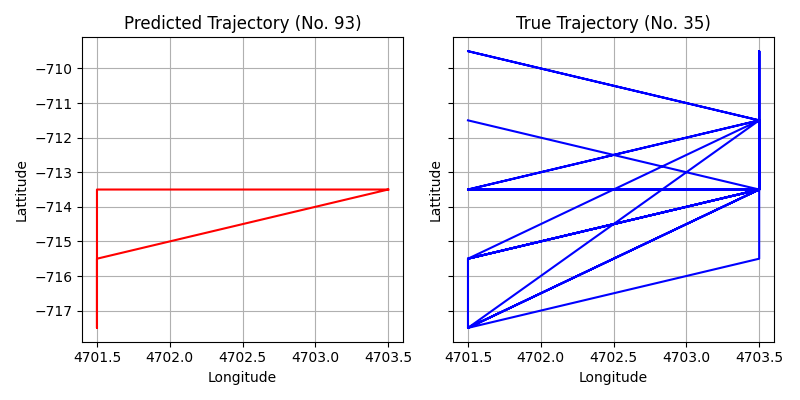 Predicted Trajectory (No. 93)
True Trajectory (No. 35)
Lattitude
−710
−711
−712
−713
−714
−715
−716
−717
4701.5 4702.0 4702.5 4703.0 4703.5
Longitude
Lattitude
4701.5 4702.0 4702.5 4703.0 4703.5
Longitude